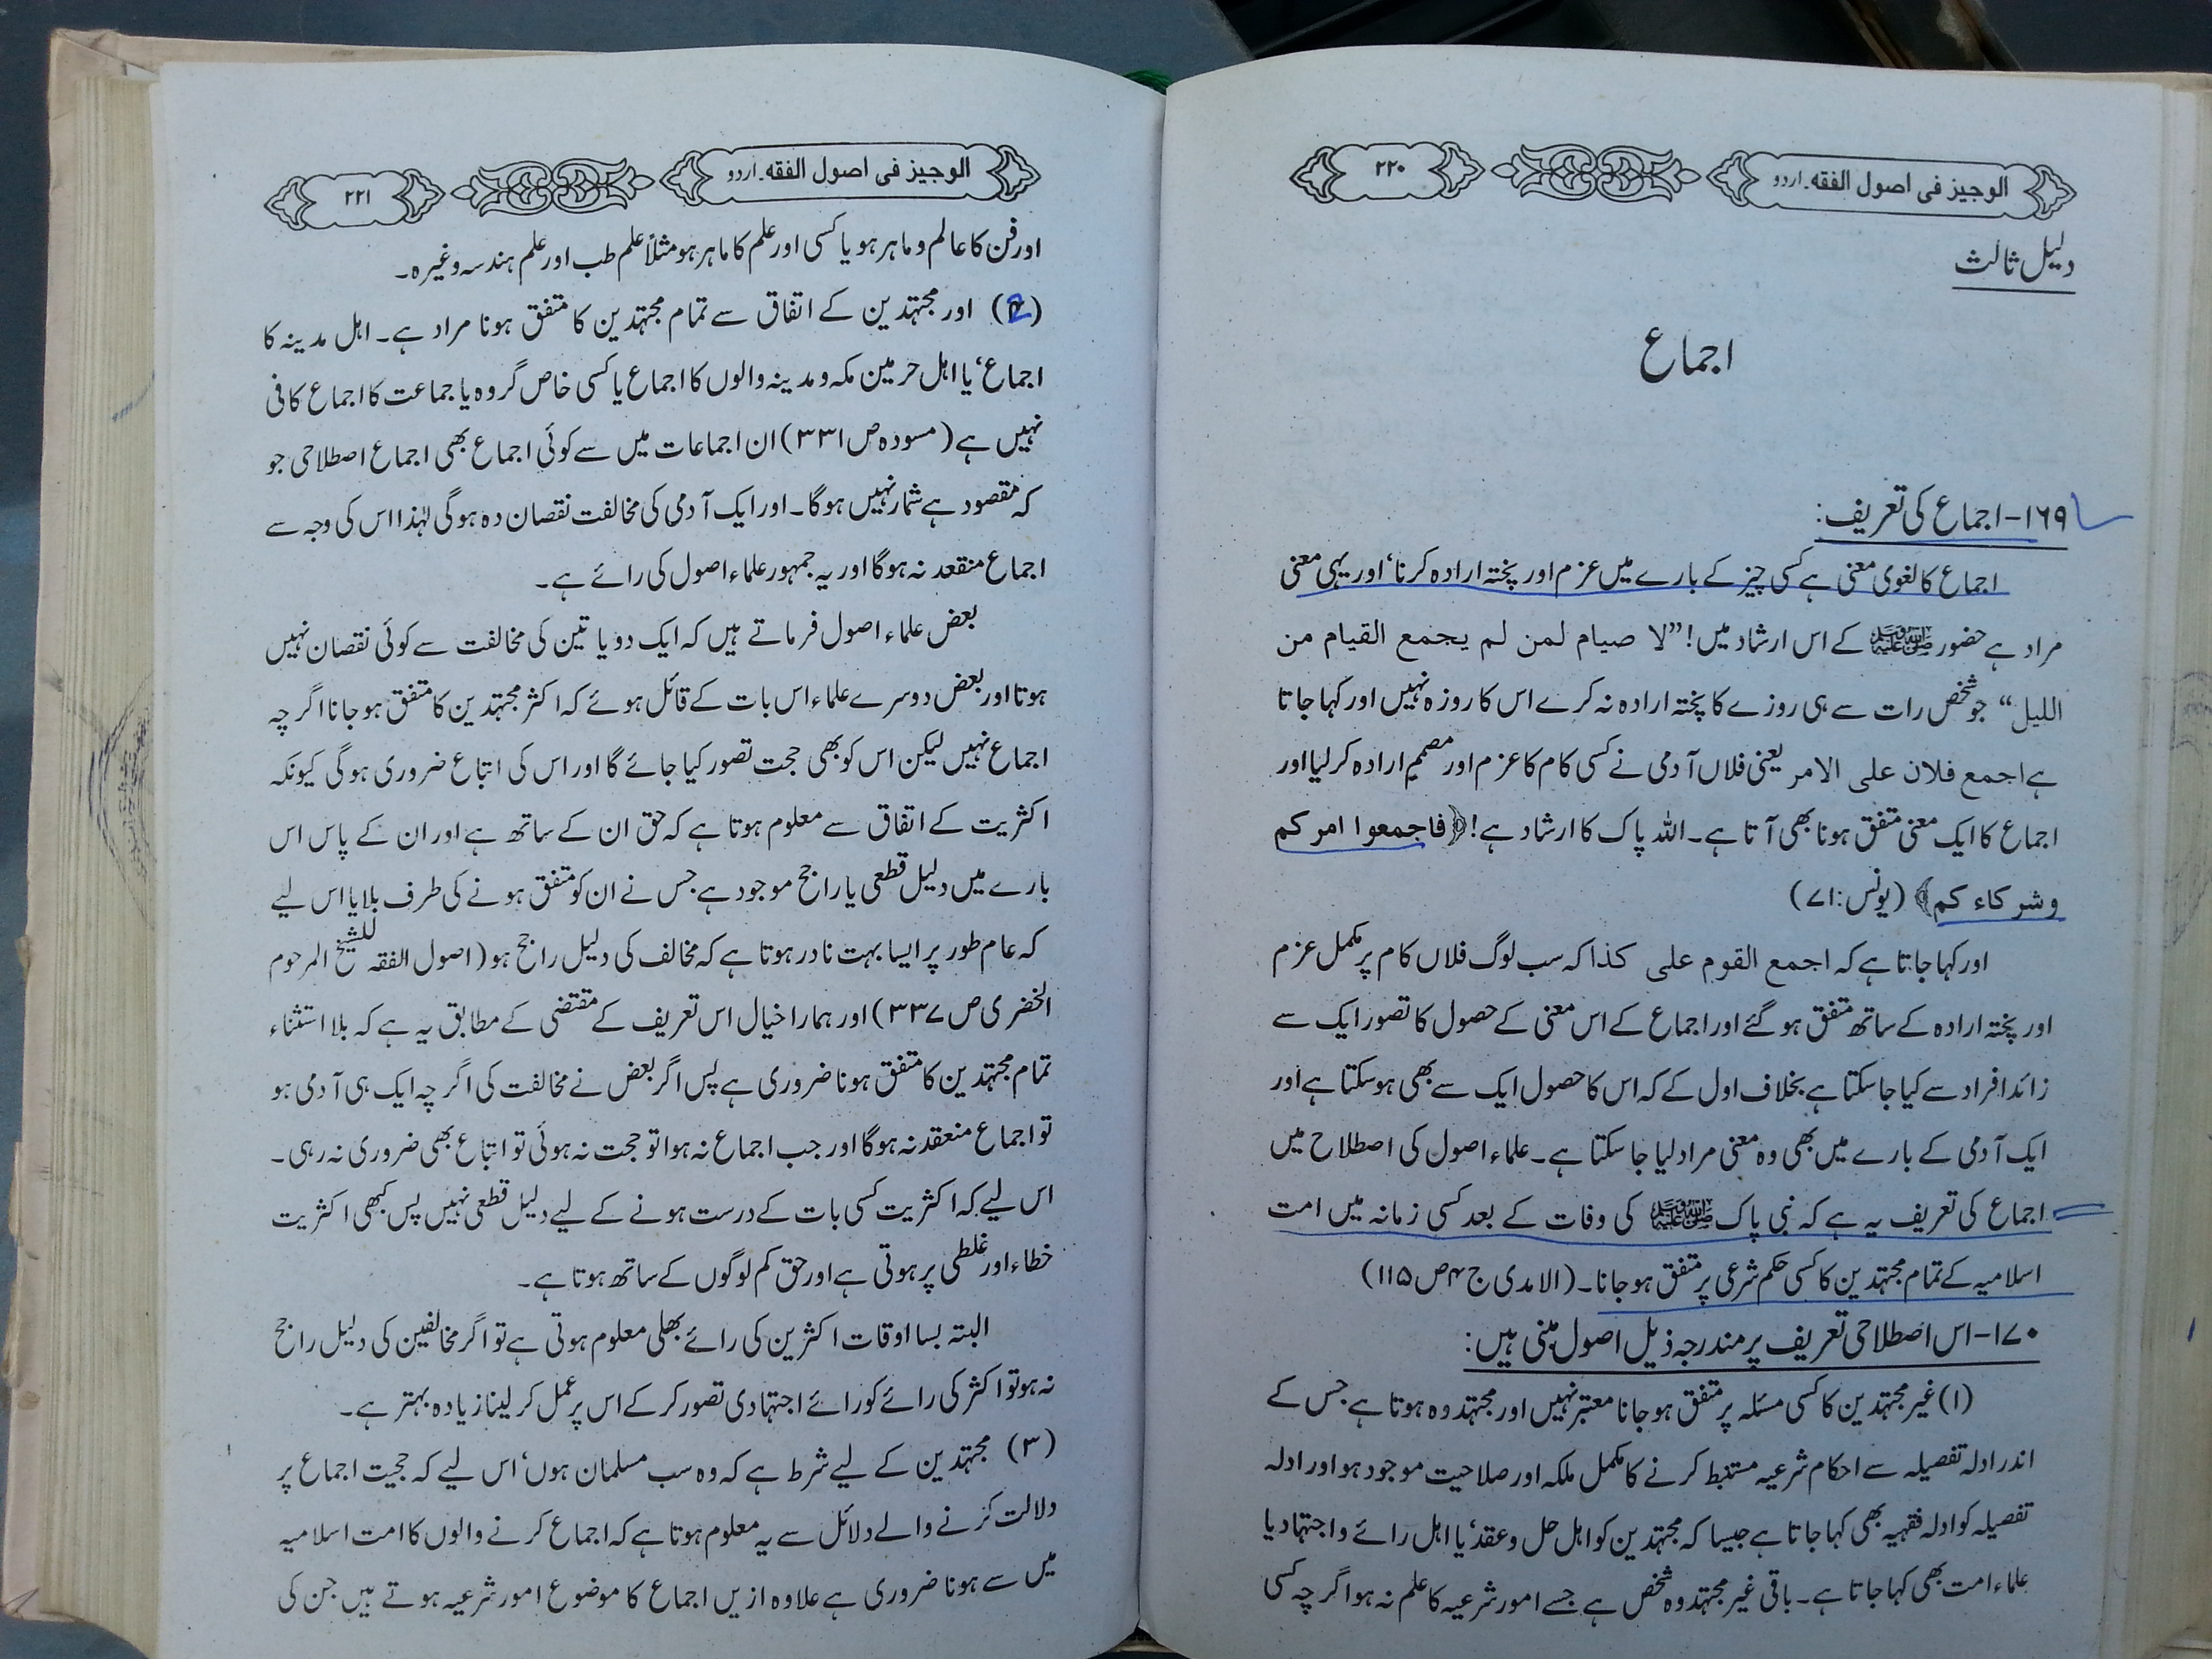 الوجیز فی اصول الفقہ۔اردو ۲۲۰
دلیل ثالث
اجماع
۱۶۹-اجماع کی تعریف:
اجماع کا لغوی معنی ہے کسی چیز کے بارے میں عزم اور پختہ ارادہ کرنا، اور یہی معنی
مراد ہے حضور ﷺ کے اس ارشاد میں! ”لا صیام لمن لم یجمع القیام من
اللیل“ جو شخص رات سے ہی روزے کا پختہ ارادہ نہ کرے اس کا روزہ نہیں اور کہا جاتا
ہے اجمع فلان علی الامر یعنی فلاں آدمی نے کسی کام کا عزم اور مصمم ارادہ کر لیا اور
اجماع کا ایک معنی متفق ہونا بھی آتا ہے۔ اللہ پاک کا ارشاد ہے! ﴿فاجمعوا امرکم
وشرکاءکم﴾ (یونس:۷۱)
اور کہا جاتا ہے کہ اجمع القوم علی کذا کہ سب لوگ فلاں کام پر مکمل عزم
اور پختہ ارادہ کے ساتھ متفق ہو گئے اور اجماع کے اس معنی کے حصول کا تصور ایک سے
زائد افراد سے کیا جا سکتا ہے بخلاف اول کے کہ اس کا حصول ایک سے بھی ہو سکتا ہے اور
ایک آدمی کے بارے میں بھی وہ معنی مراد لیا جا سکتا ہے۔ علماء اصول کی اصطلاح میں
اجماع کی تعریف یہ ہے کہ نبی پاک ﷺ کی وفات کے بعد کسی زمانہ میں امت
اسلامیہ کے تمام مجتہدین کا کسی حکم شرعی پر متفق ہو جانا۔ (الامدی ج ۴ ص ۱۱۵)
۱۷۰-اس اصطلاحی تعریف پر مندرجہ ذیل اصول مبنی ہیں:
(۱) غیر مجتہدین کا کسی مسئلہ پر متفق ہو جانا معتبر نہیں اور مجتہد وہ ہوتا ہے جس کے
اندر ادلہ تفصیلہ سے احکام شرعیہ مستنبط کرنے کا مکمل ملکہ اور صلاحیت موجود ہو اور ادلہ
تفصیلہ کو ادلہ فقہیہ بھی کہا جاتا ہے جیسا کہ مجتہدین کو اہل حل و عقد، یا اہل رائے و اجتہاد یا
علماء امت بھی کہا جاتا ہے۔ باقی غیر مجتہد وہ شخص ہے جسے امور شرعیہ کا علم نہ ہو اگر چہ کسی
الوجیز فی اصول الفقہ۔اردو ۲۲۱
اور فن کا عالم و ماہر ہو یا کسی اور علم کا ماہر ہو مثلاً علم طب اور علم ہندسہ وغیرہ۔
(2) اور مجتہدین کے اتفاق سے تمام مجتہدین کا متفق ہونا مراد ہے۔ اہل مدینہ کا
اجماع، یا اہل حرمین مکہ و مدینہ والوں کا اجماع یا کسی خاص گروہ یا جماعت کا اجماع کافی
نہیں ہے (مسودہ ص ۳۳۱) ان اجماعات میں سے کوئی اجماع بھی اجماع اصطلاحی جو
کہ مقصود ہے شمار نہیں ہوگا۔ اور ایک آدمی کی مخالفت نقصان دہ ہوگی لہٰذا اس کی وجہ سے
اجماع منقعد نہ ہوگا اور یہ جمہور علماء اصول کی رائے ہے۔
بعض علماء اصول فرماتے ہیں کہ ایک دو یا تین کی مخالفت سے کوئی نقصان نہیں
ہوتا اور بعض دوسرے علماء اس بات کے قائل ہوئے کہ اکثر مجتہدین کا متفق ہو جانا اگر چہ
اجماع نہیں لیکن اس کو بھی حجت تصور کیا جائے گا اور اس کی اتباع ضروری ہوگی کیونکہ
اکثریت کے اتفاق سے معلوم ہوتا ہے کہ حق ان کے ساتھ ہے اور ان کے پاس اس
بارے میں دلیل قطعی یا راجح موجود ہے جس نے ان کو متفق ہونے کی طرف بلایا اس لیے
کہ عام طور پر ایسا بہت نادر ہوتا ہے کہ مخالف کی دلیل راجح ہو (اصول الفقہ للشیخ المرحوم
الخضری ص ۳۳۷) اور ہمارا خیال اس تعریف کے مقتضی کے مطابق یہ ہے کہ بلا استثناء
تمام مجتہدین کا متفق ہونا ضروری ہے پس اگر بعض نے مخالفت کی اگر چہ ایک ہی آدمی ہو
تو اجماع منعقد نہ ہوگا اور جب اجماع نہ ہوا تو حجت نہ ہوئی تو اتباع بھی ضروری نہ رہی۔
اس لیے کہ اکثریت کسی بات کے درست ہونے کے لیے دلیل قطعی نہیں پس کبھی اکثریت
خطاء اور غلطی پر ہوتی ہے اور حق کم لوگوں کے ساتھ ہوتا ہے۔
البتہ بسا اوقات اکثرین کی رائے بھلی معلوم ہوتی ہے تو اگر مخالفین کی دلیل راجح
نہ ہو تو اکثر کی رائے کو رائے اجتہادی تصور کر کے اس پر عمل کر لینا زیادہ بہتر ہے۔
(۳) مجتہدین کے لیے شرط ہے کہ وہ سب مسلمان ہوں، اس لیے کہ حجیت اجماع پر
دلالت کرنے والے دلائل سے یہ معلوم ہوتا ہے کہ اجماع کرنے والوں کا امت اسلامیہ
میں سے ہونا ضروری ہے علاوہ ازیں اجماع کا موضوع امور شرعیہ ہوتے ہیں جن کی